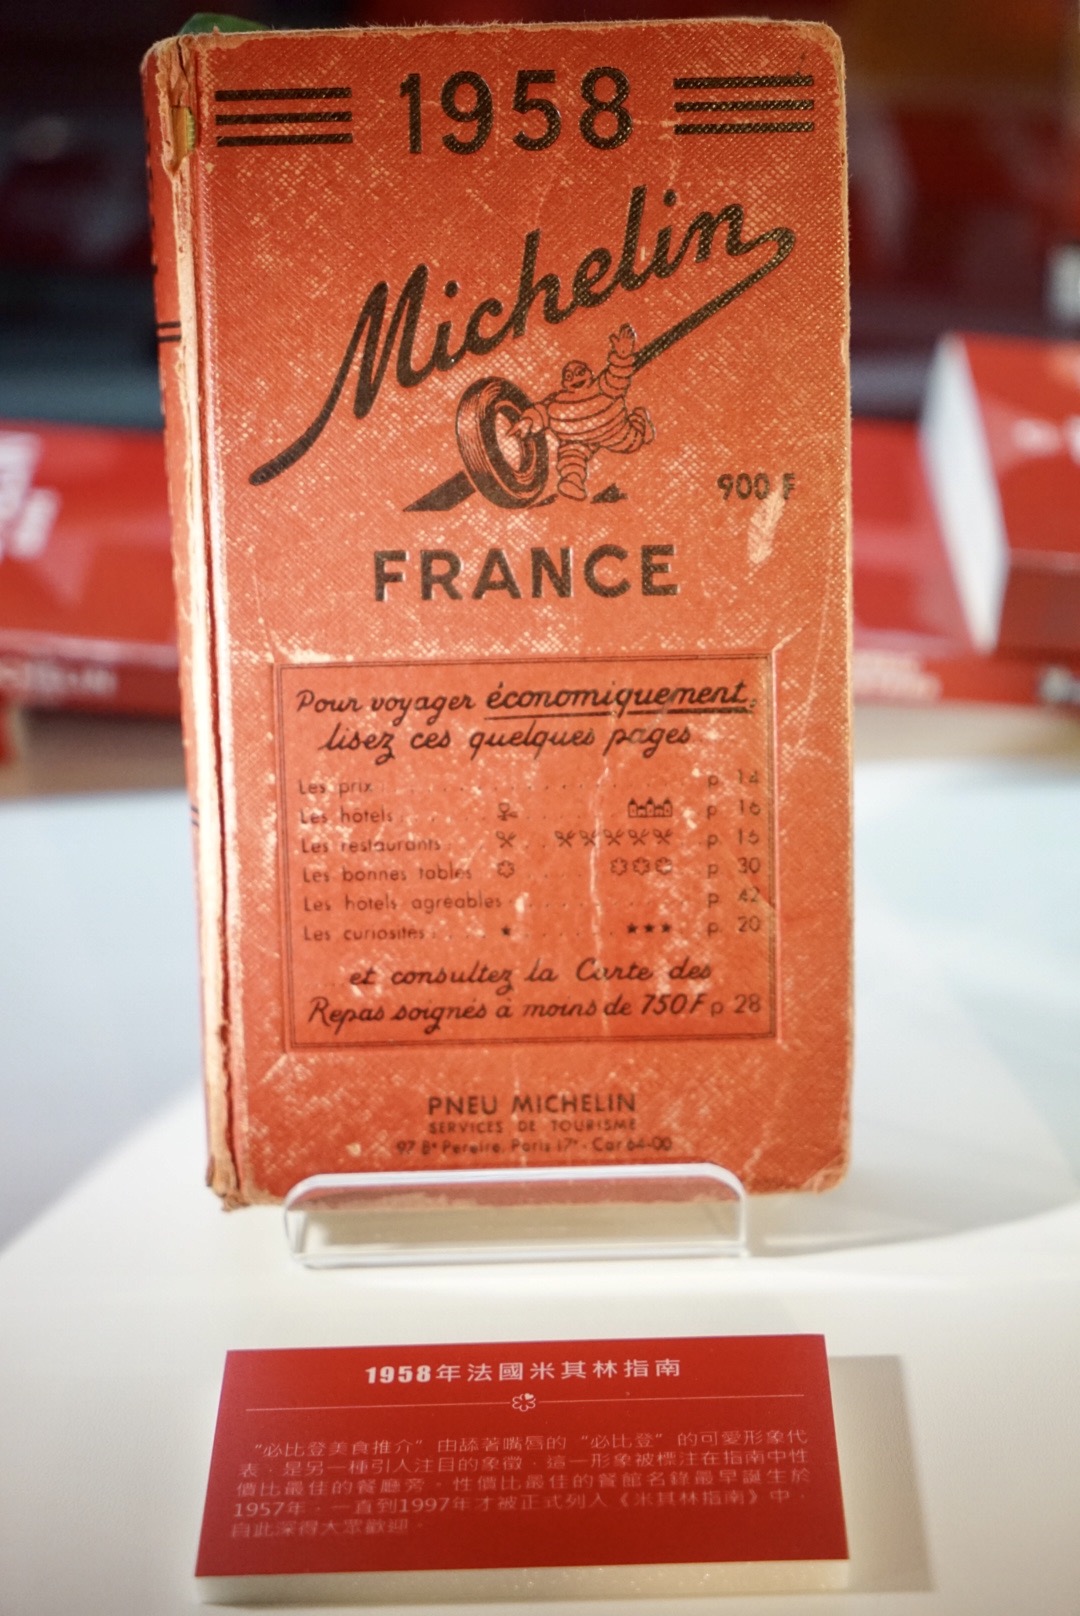 1958
Michelin
900 F
FRANCE
Pour voyager économiquement,
lisez ces quelques pages
Les prix p. 14
Les hôtels p. 16
Les restaurants p. 15
Les bonnes tables p. 30
Les hôtels agréables p. 42
Les curiosités ★ ★★★ p. 20
et consultez la Carte des
Repas soignés à moins de 750 F p 28
PNEU MICHELIN
SERVICES DE TOURISME
97 Bd Pereire, Paris 17e - Car 64-00
1958年法國米其林指南
“必比登美食推介” 由舔著嘴唇的 “必比登” 的可愛形象代
表，是另一種引人注目的象徵，這一形象被標注在指南中性
價比最佳的餐廳旁。性價比最佳的餐館名錄最早誕生於
1957年，一直到1997年才被正式列入《米其林指南》中，
自此深得大眾歡迎。